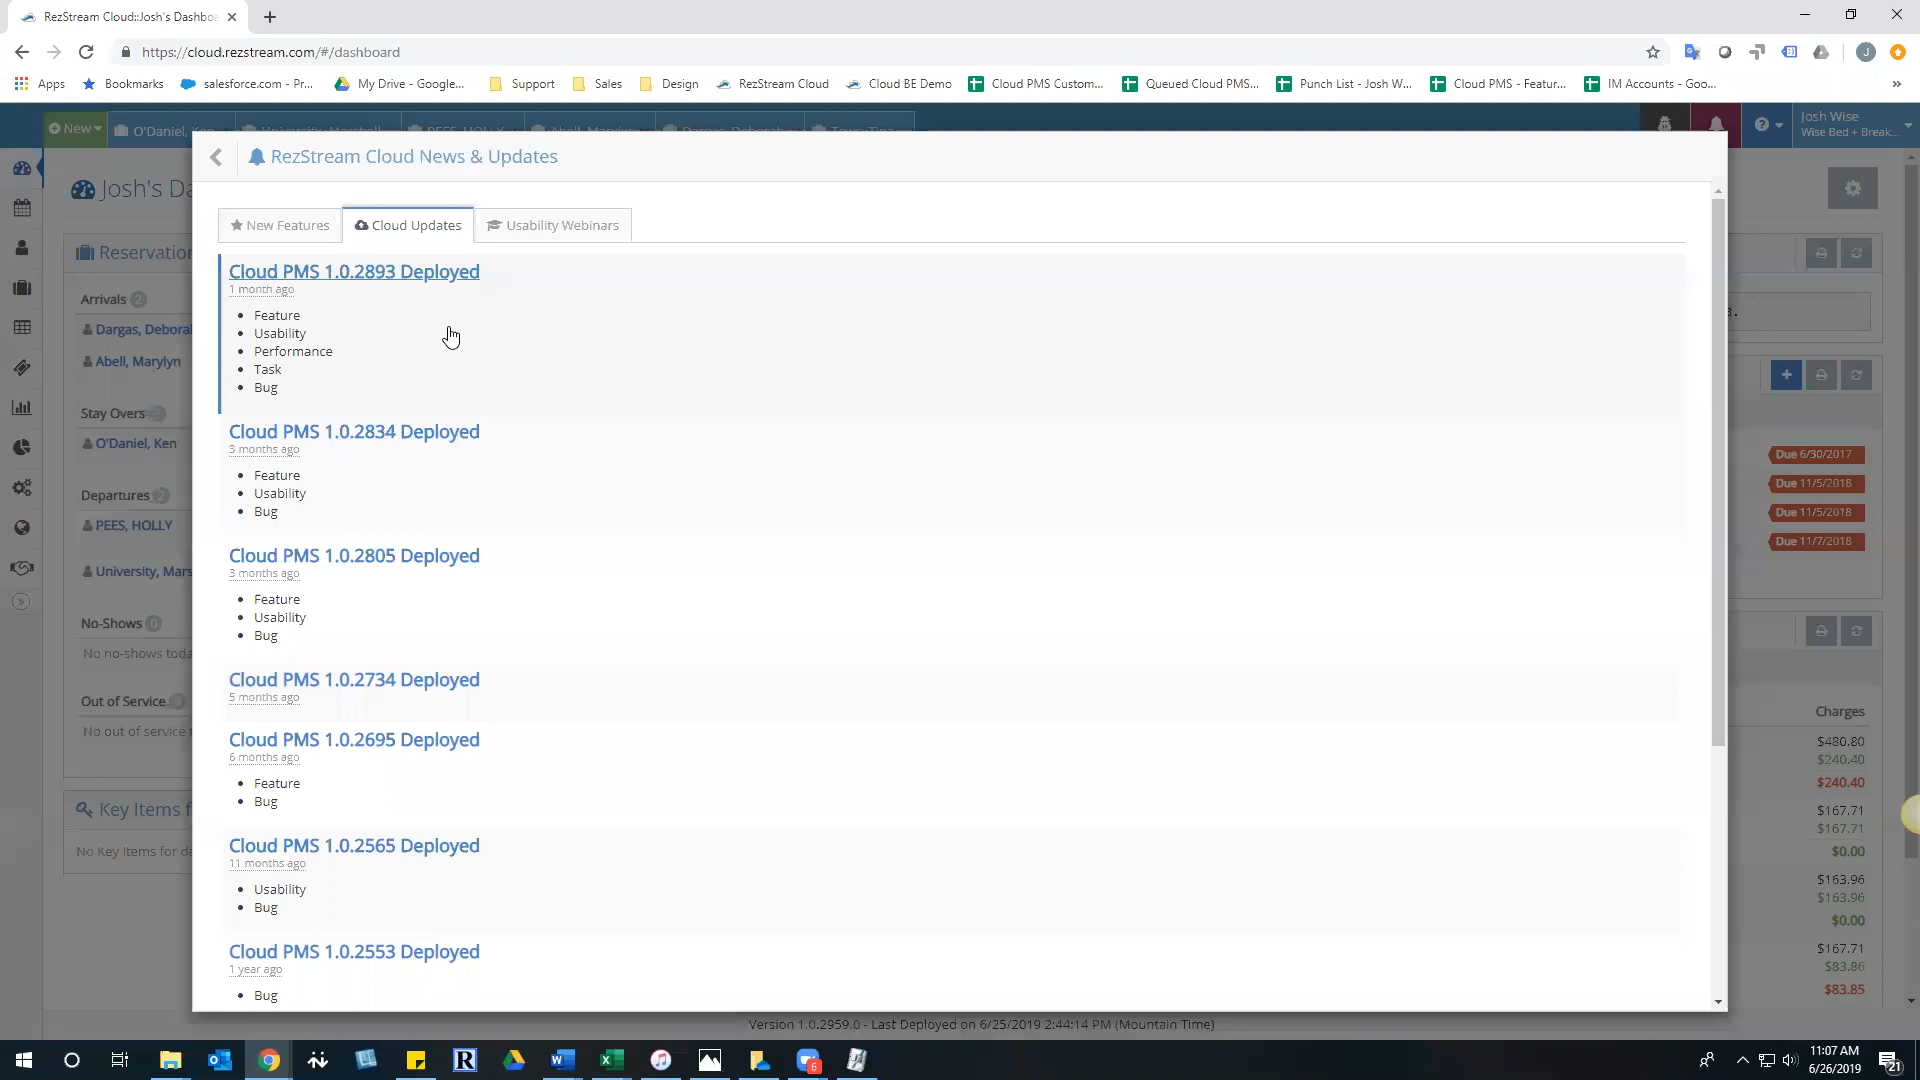 RezStream Cloud::Josh's Dashbo
https://cloud.rezstream.com/#/dashboard
Apps
Bookmarks
salesforce.com - Pr...
My Drive - Google...
Support
Sales
Design
RezStream Cloud
Cloud BE Demo
Cloud PMS Custom...
Queued Cloud PMS...
Punch List - Josh W...
Cloud PMS - Featur...
IM Accounts - Goo...
New
O'Daniel, Ken
University, Marshall
PEES, HOLLY
Abell, Marylyn
Dargas, Deborah
Josh Wise
Wise Bed + Break...
Josh's Da
RezStream Cloud News & Updates
New Features
Cloud Updates
Usability Webinars
Cloud PMS 1.0.2893 Deployed
1 month ago
Feature
Usability
Performance
Task
Bug
Cloud PMS 1.0.2834 Deployed
3 months ago
Feature
Usability
Bug
Cloud PMS 1.0.2805 Deployed
3 months ago
Feature
Usability
Bug
Cloud PMS 1.0.2734 Deployed
5 months ago
Cloud PMS 1.0.2695 Deployed
6 months ago
Feature
Bug
Cloud PMS 1.0.2565 Deployed
11 months ago
Usability
Bug
Cloud PMS 1.0.2553 Deployed
1 year ago
Bug
Reservation
Arrivals 2
Dargas, Deborah
Abell, Marylyn
Stay Overs
O'Daniel, Ken
Departures 2
PEES, HOLLY
University, Mars
No-Shows 0
No no-shows toda
Out of Service
No out of service t
Key Items f
No Key Items for da
Due 6/30/2017
Due 11/5/2018
Due 11/5/2018
Due 11/7/2018
Charges
$480.80
$240.40
$240.40
$167.71
$167.71
$0.00
$163.96
$163.96
$0.00
$167.71
$83.86
$83.85
Version 1.0.2959.0 - Last Deployed on 6/25/2019 2:44:14 PM (Mountain Time)
6
11:07 AM
6/26/2019
21